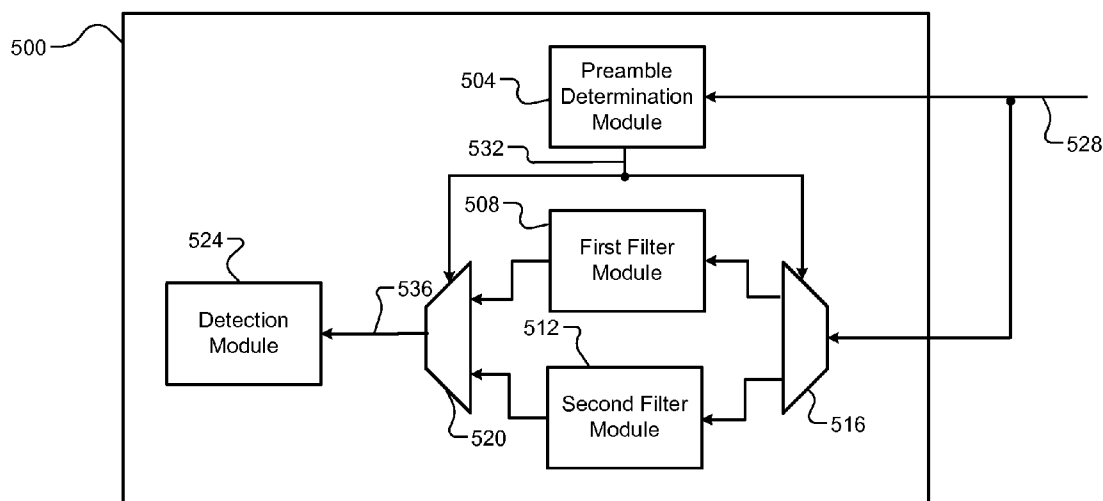 500
504
Preamble
Determination
Module
528
532
508
First Filter
Module
524
Detection
Module
536
512
Second Filter
Module
520
516